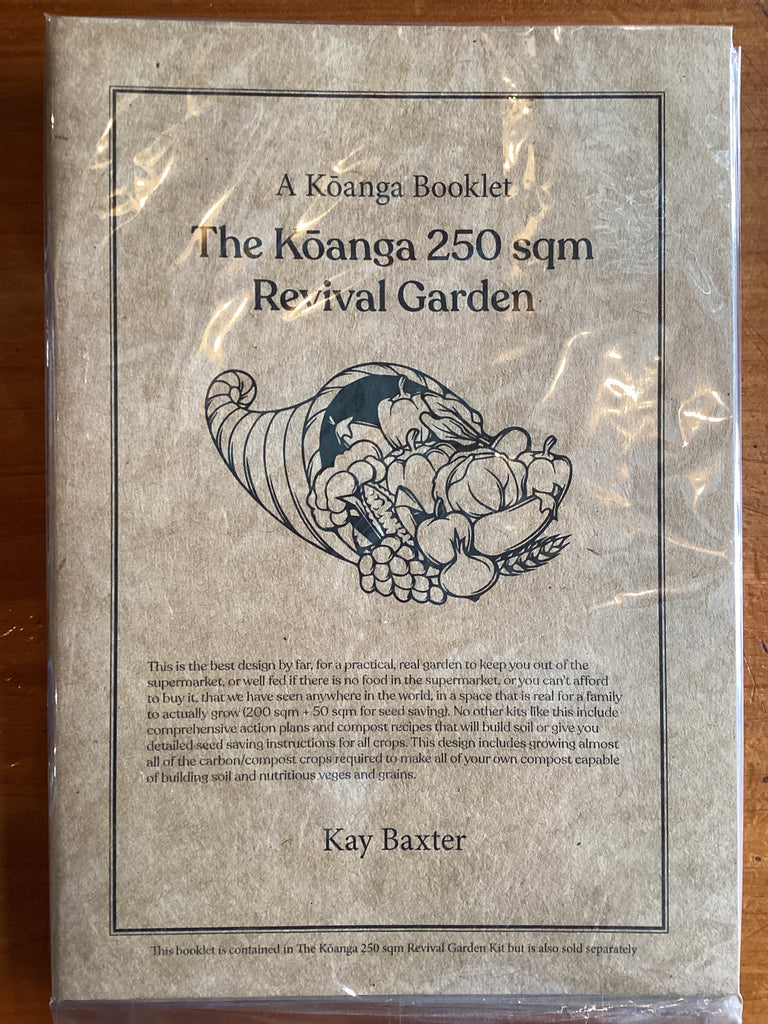 A Kōanga Booklet
The Kōanga 250 sqm
Revival Garden
This is the best design by far, for a practical, real garden to keep you out of the
supermarket, or well fed if there is no food in the supermarket, or you can't afford
to buy it, that we have seen anywhere in the world, in a space that is real for a family
to actually grow (200 sqm + 50 sqm for seed saving). No other kits like this include
comprehensive action plans and compost recipes that will build soil or give you
detailed seed saving instructions for all crops. This design includes growing almost
all of the carbon/compost crops required to make all of your own compost capable
of building soil and nutritious veges and grains.
Kay Baxter
This booklet is contained in The Kōanga 250 sqm Revival Garden Kit but is also sold separately